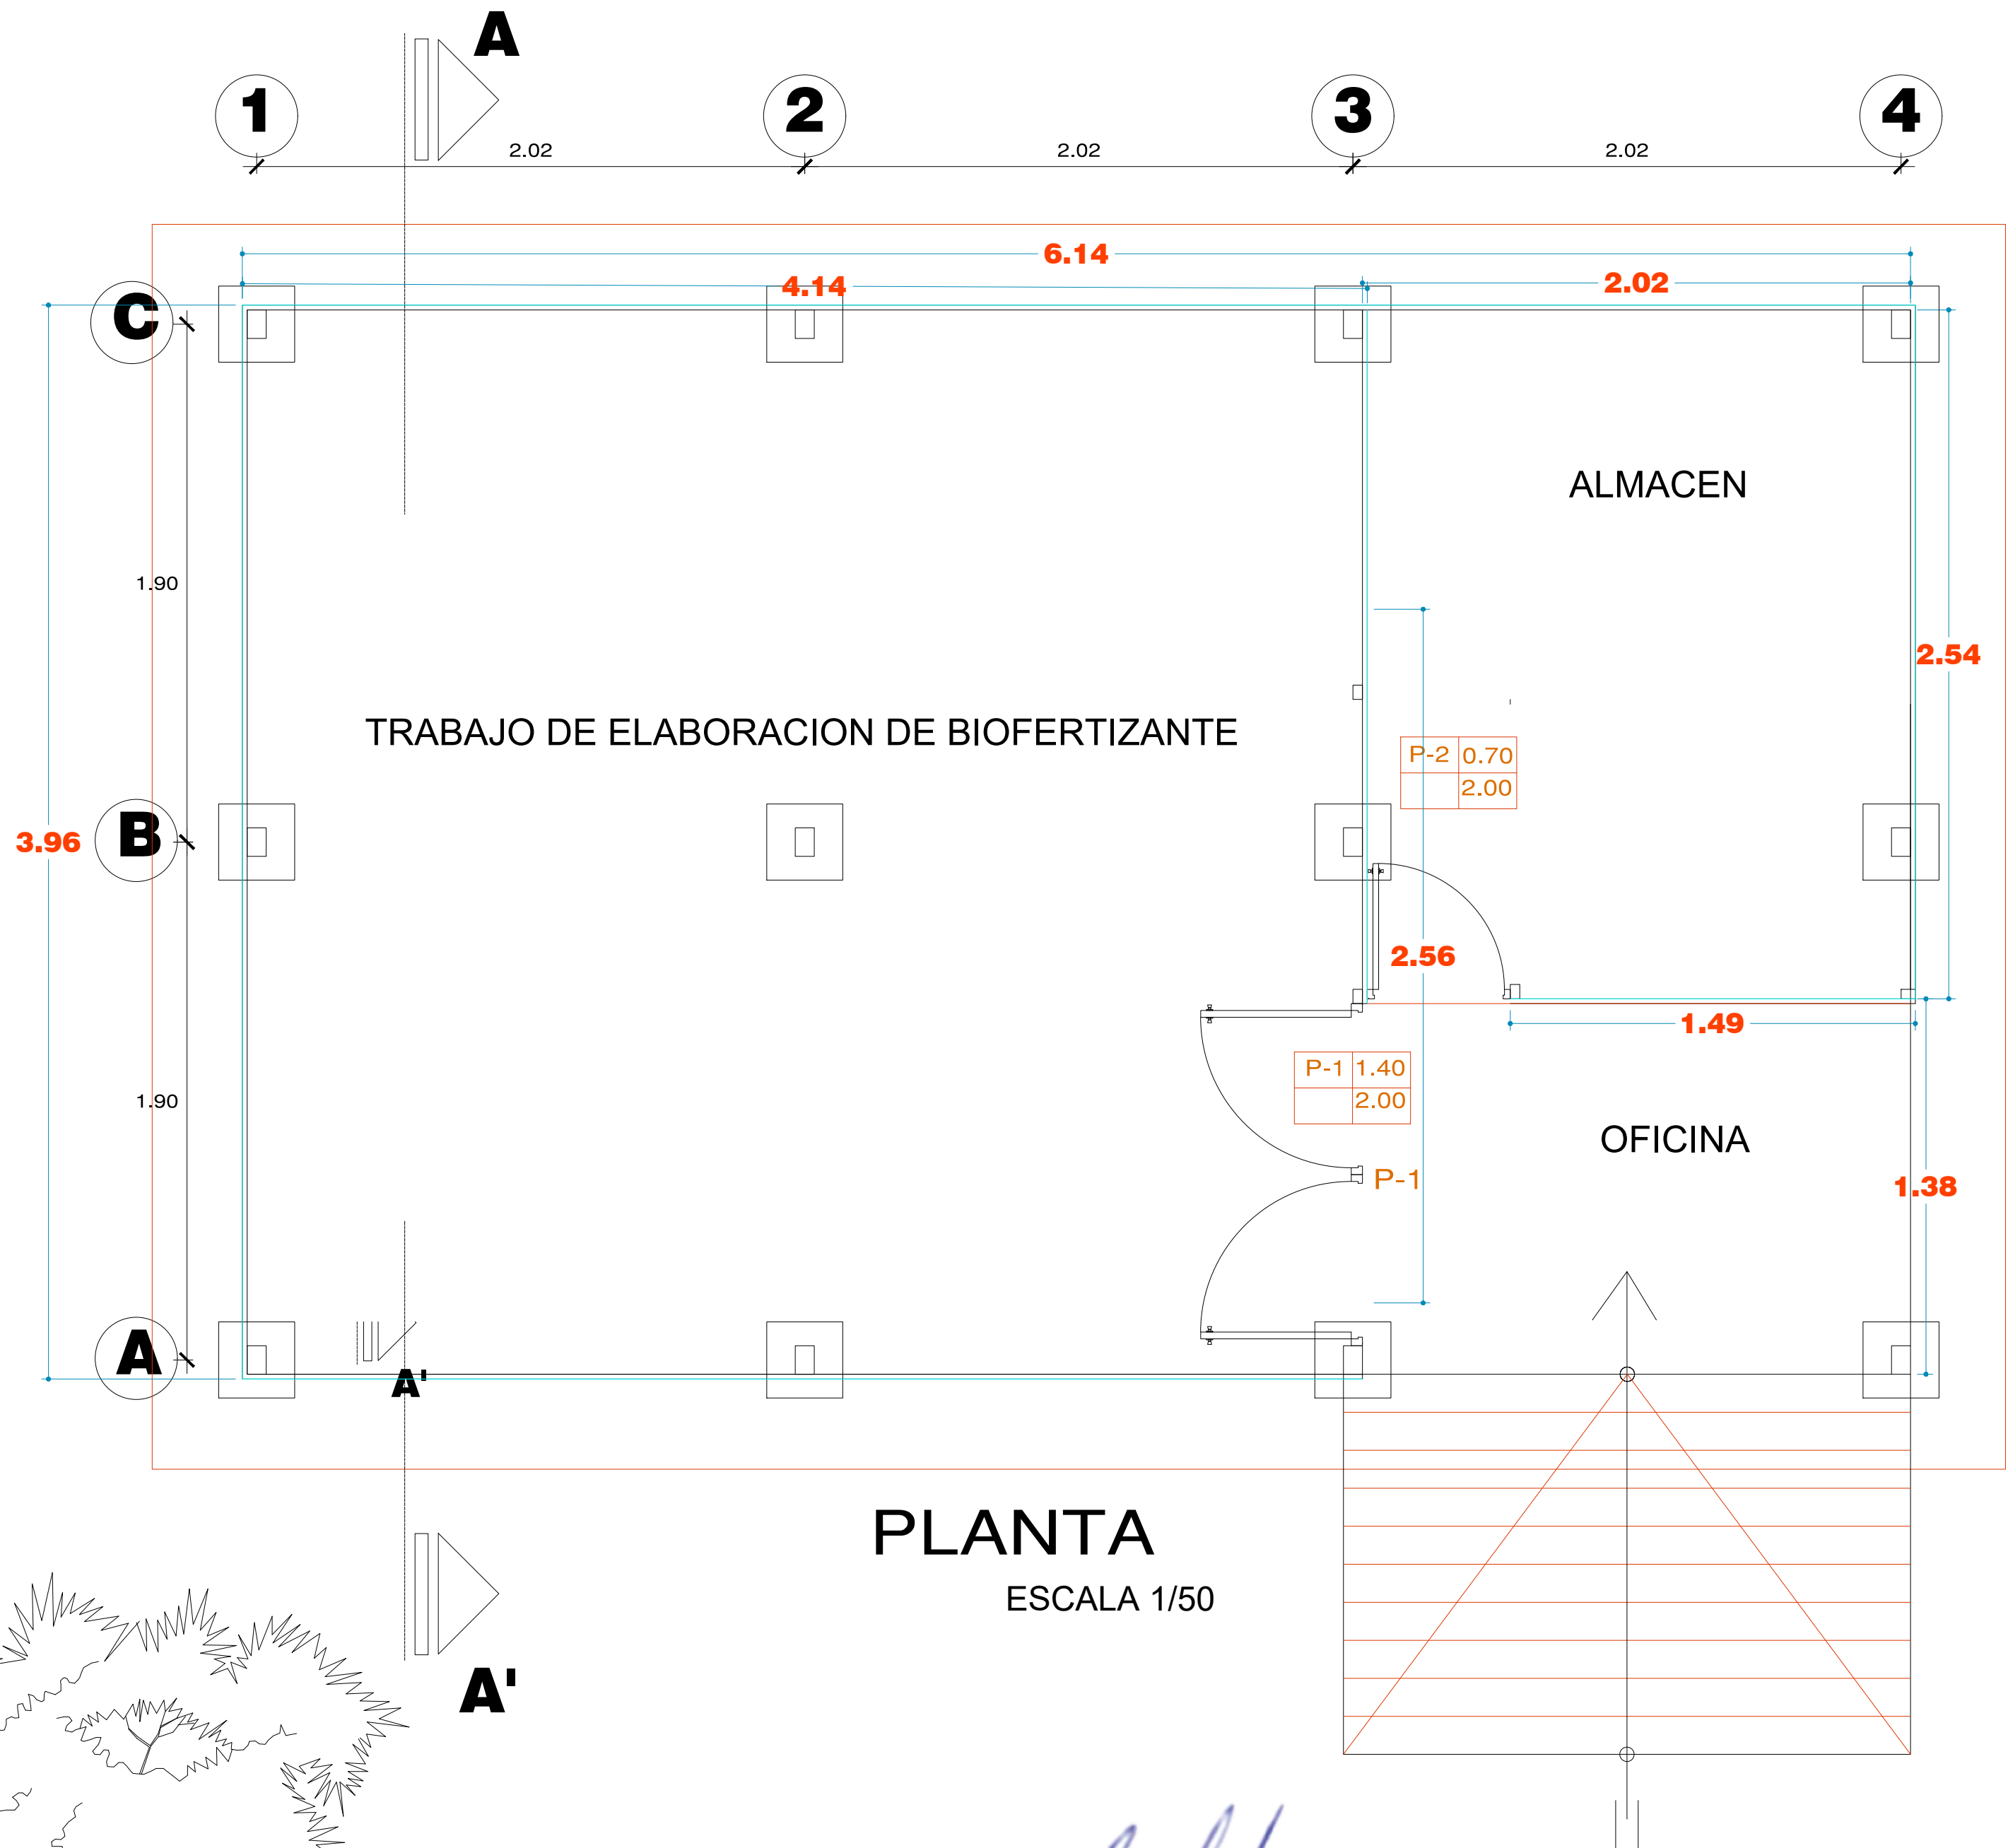 A
1
2
3
4
2.02
2.02
2.02
6.14
4.14
2.02
C
ALMACEN
1.90
2.54
TRABAJO DE ELABORACION DE BIOFERTIZANTE
P-2 0.70
2.00
3.96
B
2.56
1.49
P-1 1.40
2.00
1.90
OFICINA
P-1
1.38
A
A'
PLANTA
ESCALA 1/50
A'